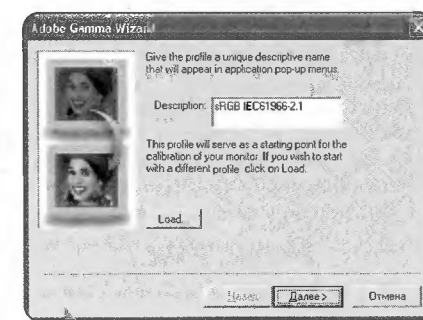 Adobe Gamma Wizard
Give the profile a unique descriptive name
that will appear in application pop-up menus.
Description: sRGB IEC61966-2.1
This profile will serve as a starting point for the
calibration of your monitor. If you wish to start
with a different profile click on Load.
Load...
Назад Далее > Отмена